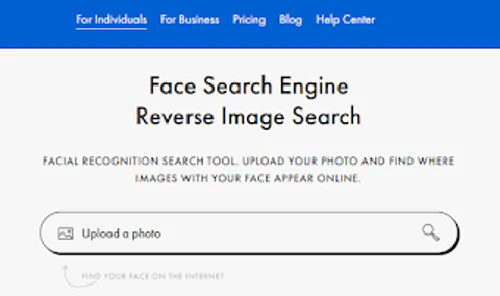 For Individuals For Business Pricing Blog Help Center
Face Search Engine
Reverse Image Search
FACIAL RECOGNITION SEARCH TOOL. UPLOAD YOUR PHOTO AND FIND WHERE
IMAGES WITH YOUR FACE APPEAR ONLINE.
Upload a photo
FIND YOUR FACE ON THE INTERNET